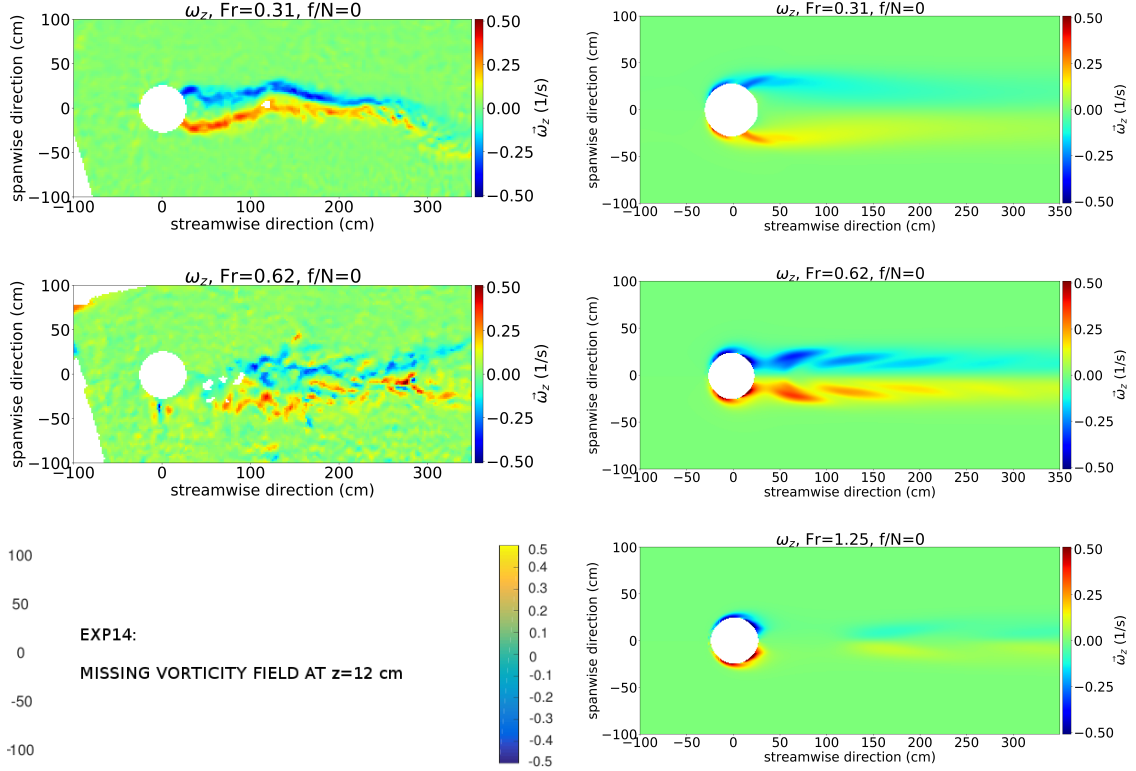 ω_z, Fr=0.31, f/N=0
spanwise direction (cm)
100
50
0
−50
−100
−100 0 100 200 300
streamwise direction (cm)
0.50
0.25
0.00
−0.25
−0.50
ω⃗_z (1/s)
ω_z, Fr=0.31, f/N=0
spanwise direction (cm)
100
50
0
−50
−100
−100 −50 0 50 100 150 200 250 300 350
streamwise direction (cm)
0.50
0.25
0.00
−0.25
−0.50
ω⃗_z (1/s)
ω_z, Fr=0.62, f/N=0
spanwise direction (cm)
100
50
0
−50
−100
−100 0 100 200 300
streamwise direction (cm)
0.50
0.25
0.00
−0.25
−0.50
ω⃗_z (1/s)
ω_z, Fr=0.62, f/N=0
spanwise direction (cm)
100
50
0
−50
−100
−100 −50 0 50 100 150 200 250 300 350
streamwise direction (cm)
0.50
0.25
0.00
−0.25
−0.50
ω⃗_z (1/s)
100
50
0
-50
-100
EXP14:
MISSING VORTICITY FIELD AT z=12 cm
0.5
0.4
0.3
0.2
0.1
0
-0.1
-0.2
-0.3
-0.4
-0.5
ω_z, Fr=1.25, f/N=0
spanwise direction (cm)
100
50
0
−50
−100
−100 −50 0 50 100 150 200 250 300 350
streamwise direction (cm)
0.50
0.25
0.00
−0.25
−0.50
ω⃗_z (1/s)